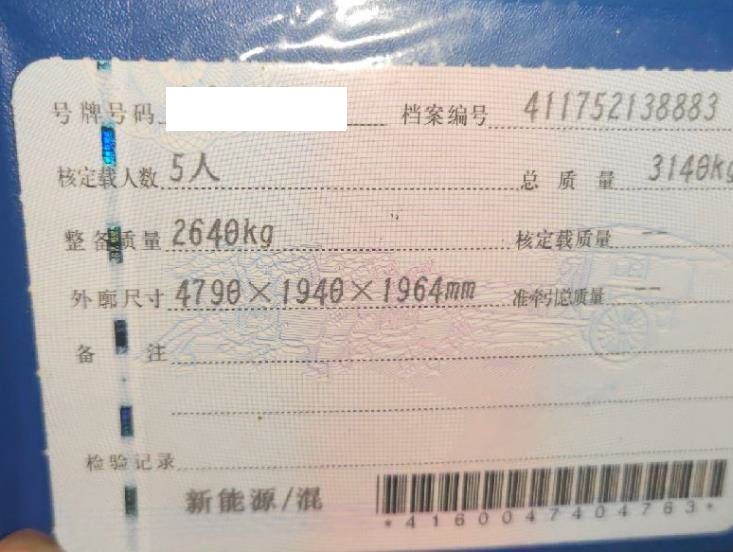 号牌号码 档案编号 411752138883
核定载人数 5人 总质量 3140kg
整备质量 2640kg 核定载质量 --
外廓尺寸 4790×1940×1964mm 准牵引总质量 --
备注
检验记录
新能源/混
*4160047404763*